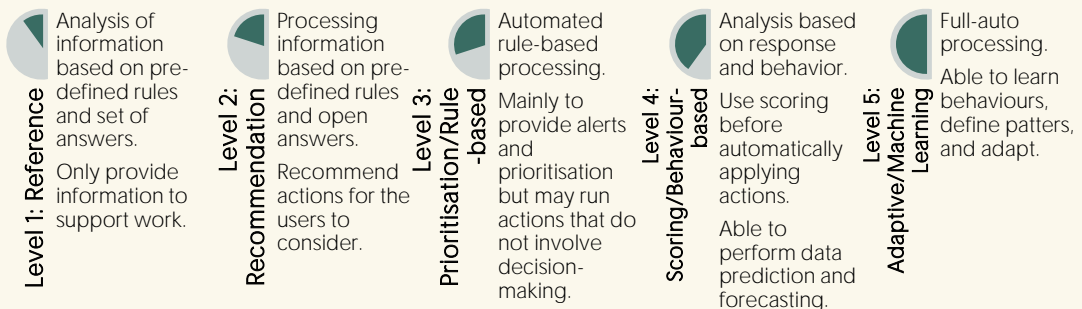 Level 1: Reference
Analysis of
information
based on pre-
defined rules
and set of
answers.
Only provide
information to
support work.
Level 2:
Recommendation
Processing
information
based on pre-
defined rules
and open
answers.
Recommend
actions for the
users to
consider.
Level 3:
Prioritisation/Rule
-based
Automated
rule-based
processing.
Mainly to
provide alerts
and
prioritisation
but may run
actions that do
not involve
decision-
making.
Level 4:
Scoring/Behaviour-
based
Analysis based
on response
and behavior.
Use scoring
before
automatically
applying
actions.
Able to
perform data
prediction and
forecasting.
Level 5:
Adaptive/Machine
Learning
Full-auto
processing.
Able to learn
behaviours,
define patters,
and adapt.